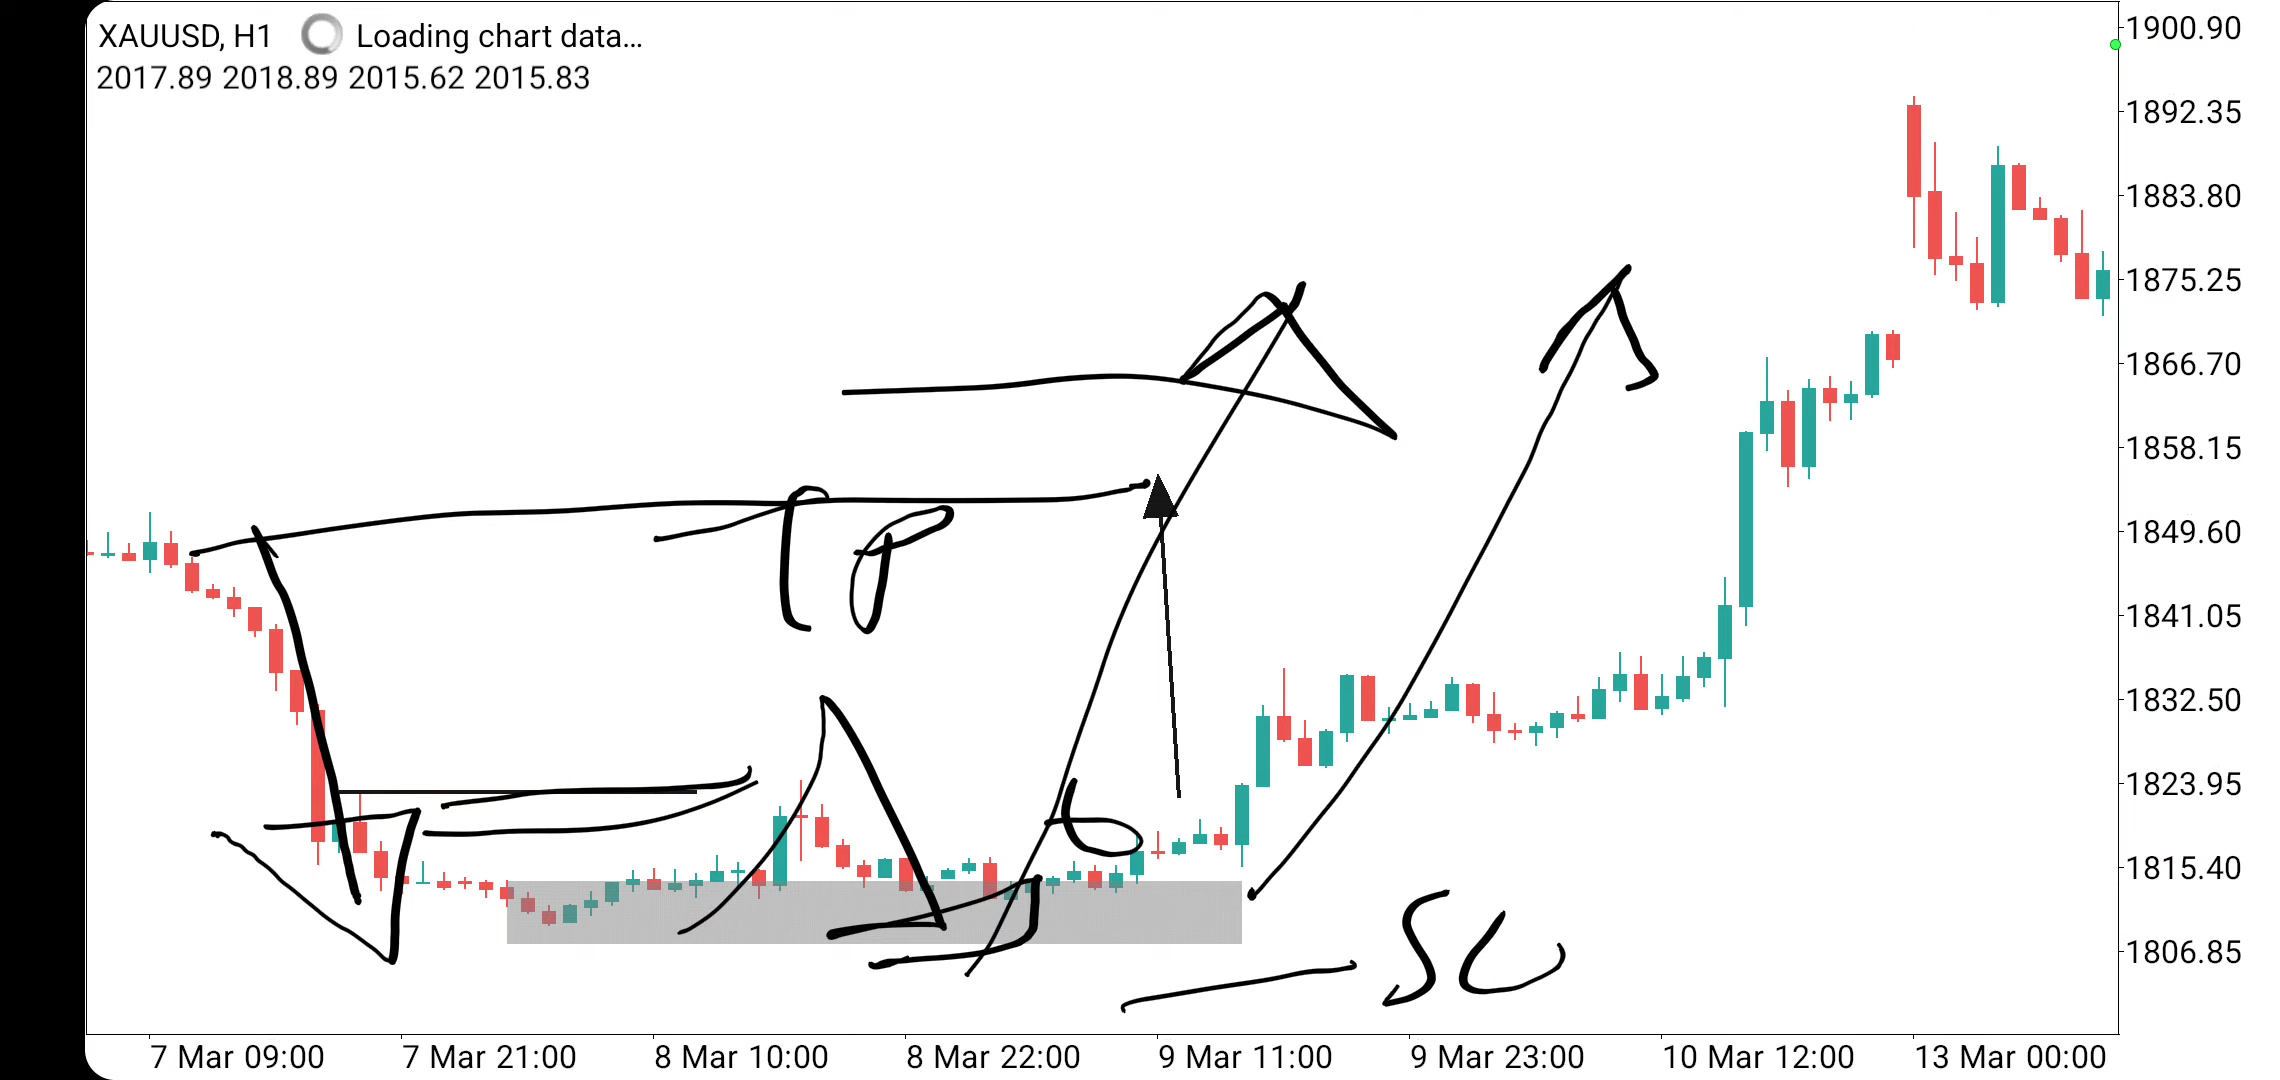 XAUUSD, H1 Loading chart data...
2017.89 2018.89 2015.62 2015.83
1900.90
1892.35
1883.80
1875.25
1866.70
1858.15
1849.60
1841.05
1832.50
1823.95
1815.40
1806.85
TP
SL
7 Mar 09:00 7 Mar 21:00 8 Mar 10:00 8 Mar 22:00 9 Mar 11:00 9 Mar 23:00 10 Mar 12:00 13 Mar 00:00